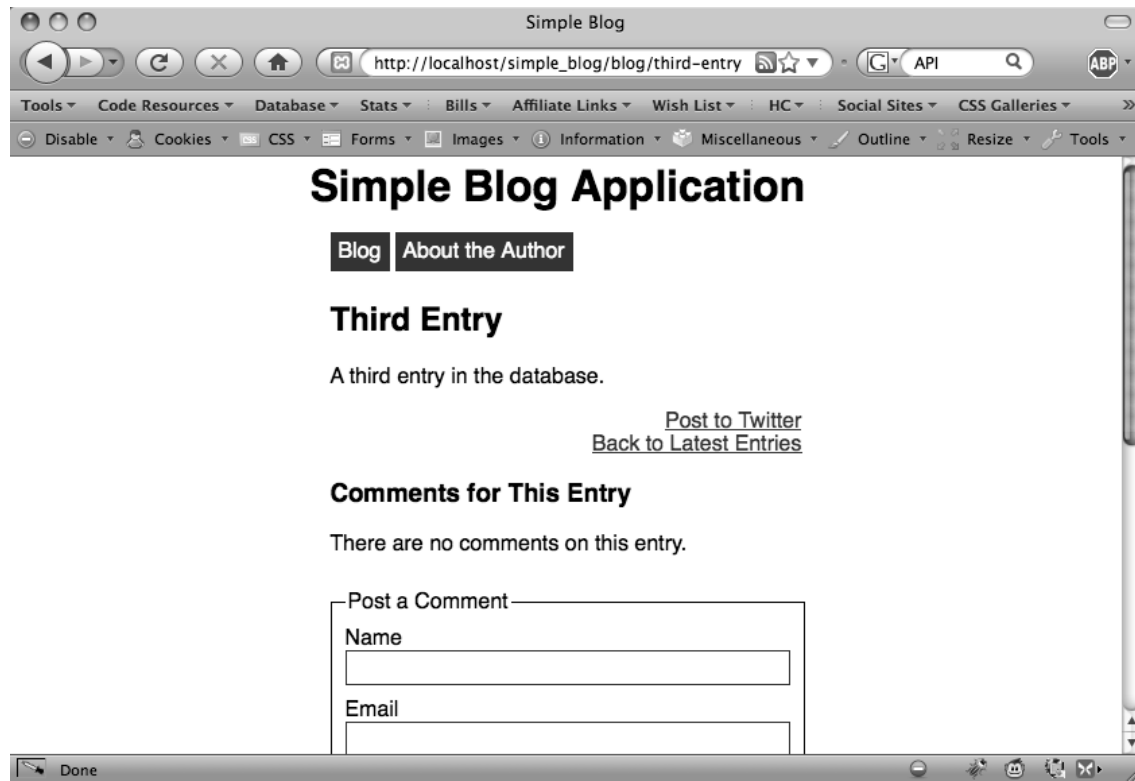 Simple Blog
http://localhost/simple_blog/blog/third-entry
G API
ABP
Tools Code Resources Database Stats Bills Affiliate Links Wish List HC Social Sites CSS Galleries »
Disable Cookies CSS CSS Forms Images Information Miscellaneous Outline Resize Tools
Simple Blog Application
Blog About the Author
Third Entry
A third entry in the database.
Post to Twitter
Back to Latest Entries
Comments for This Entry
There are no comments on this entry.
Post a Comment
Name
Email
Done